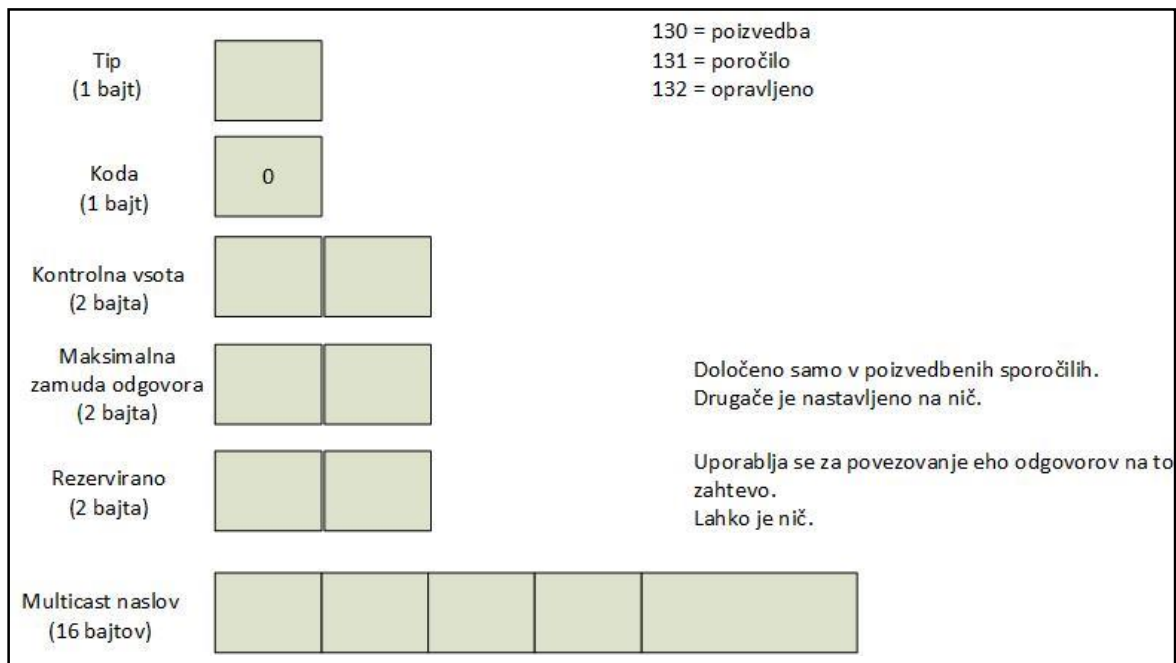 130 = poizvedba
131 = poročilo
132 = opravljeno
Tip
(1 bajt)
Koda
(1 bajt)
0
Kontrolna vsota
(2 bajta)
Maksimalna
zamuda odgovora
(2 bajta)
Določeno samo v poizvedbenih sporočilih.
Drugače je nastavljeno na nič.
Rezervirano
(2 bajta)
Uporablja se za povezovanje eho odgovorov na to
zahtevo.
Lahko je nič.
Multicast naslov
(16 bajtov)